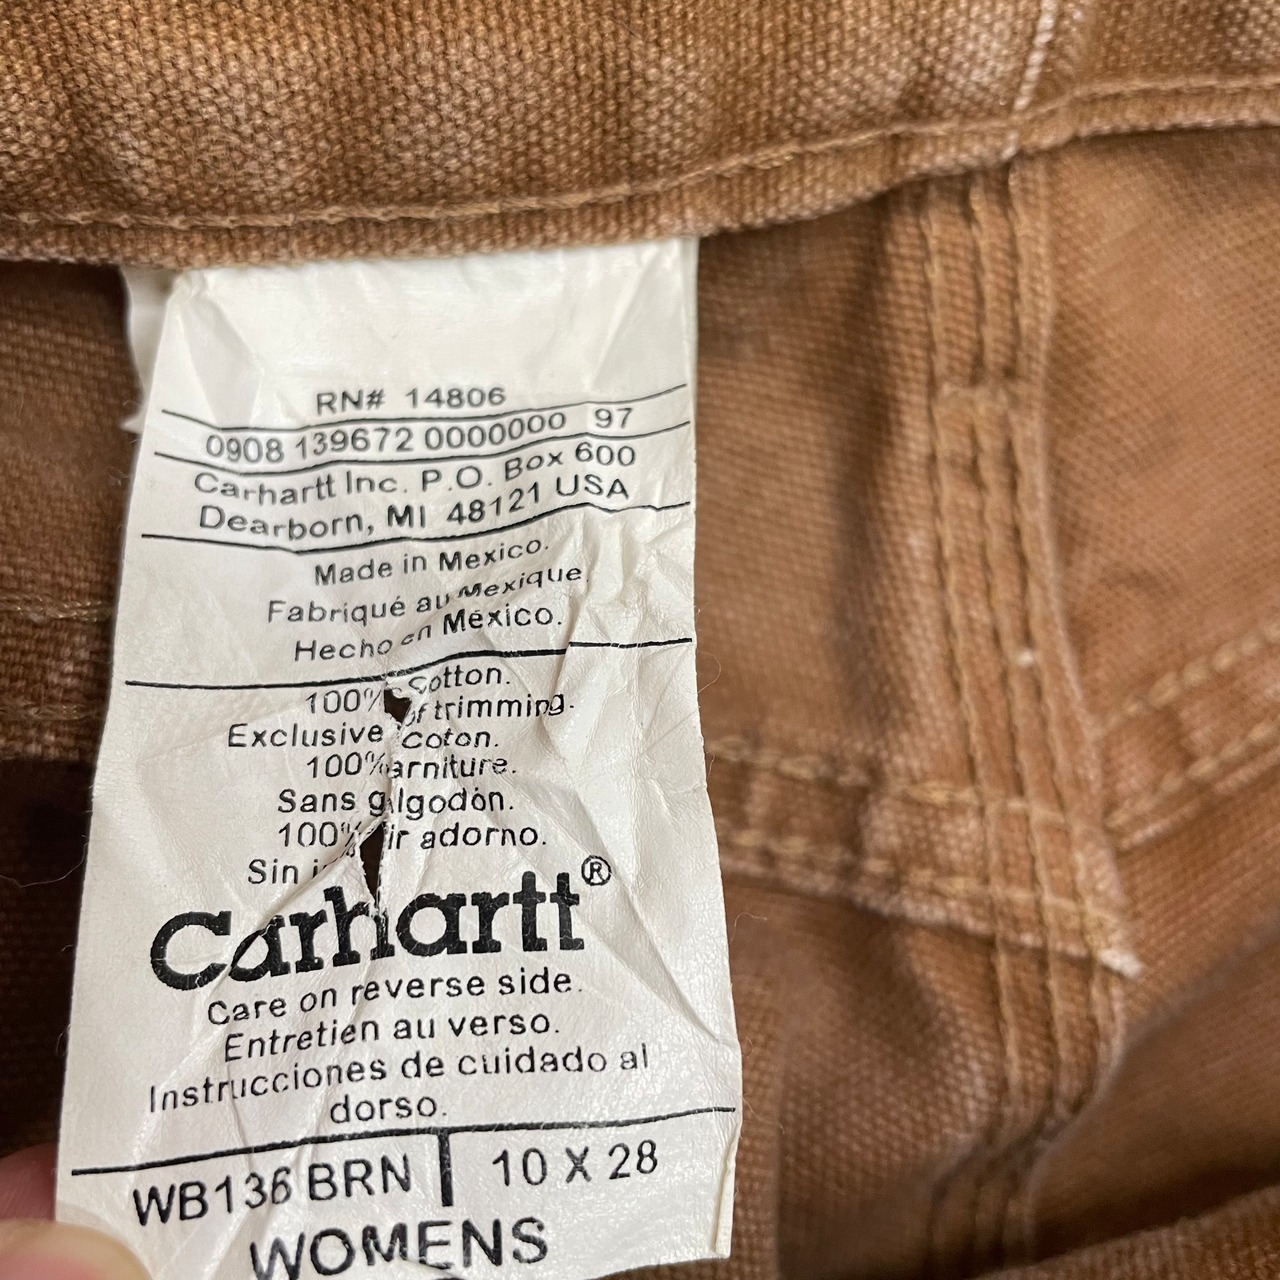 RN# 14806
0908 139672 0000000 97
Carhartt Inc. P.O. Box 600
Dearborn, MI 48121 USA
Made in Mexico.
Fabriqué au Mexique.
Hecho en México.
100% Cotton.
Exclusive of trimming.
100% coton.
Sans garniture.
100% algodón.
Sin adorno.
Carhartt®
Care on reverse side.
Entretien au verso.
Instrucciones de cuidado al
dorso.
WB136 BRN | 10 X 28
WOMENS